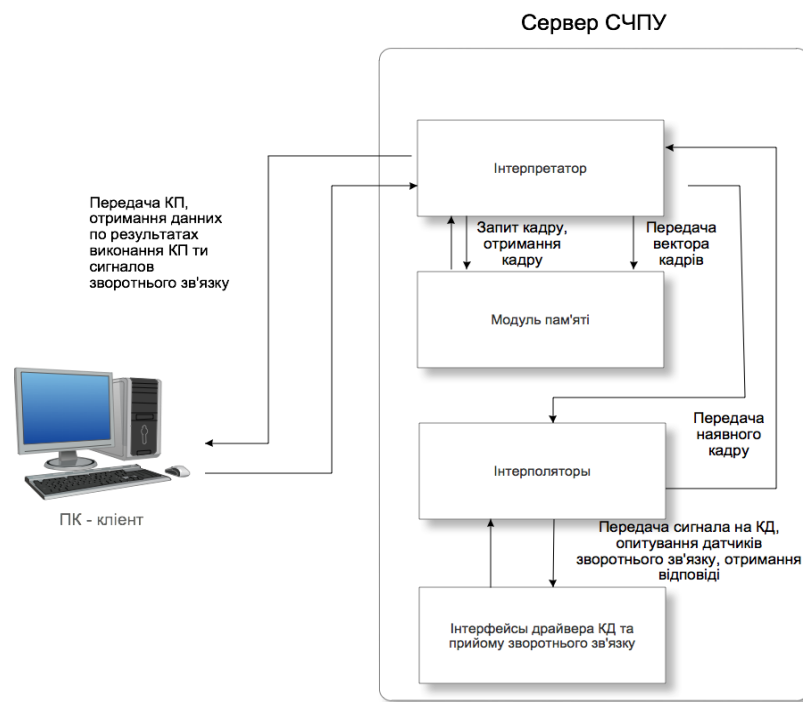 Сервер СЧПУ
Інтерпретатор
Передача КП,
отримання данних
по результатах
виконання КП ти
сигналов
зворотнього зв'язку
Запит кадру,
отримання
кадру
Передача
вектора
кадрів
Модуль пам'яті
Передача
наявного
кадру
Інтерполяторы
ПК - кліент
Передача сигнала на КД,
опитування датчиків
зворотнього зв'язку, отримання
відповіді
Інтерфейсы драйвера КД та
прийому зворотнього зв'язку